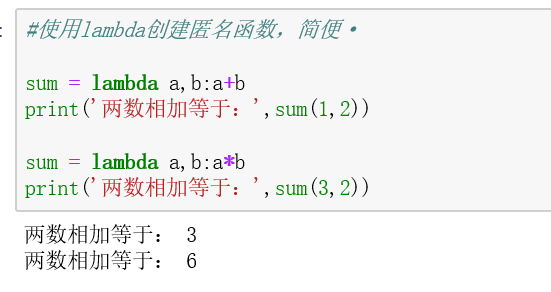 #使用lambda创建匿名函数，简便·
sum = lambda a,b:a+b
print('两数相加等于：',sum(1,2))
sum = lambda a,b:a*b
print('两数相加等于：',sum(3,2))
两数相加等于： 3
两数相加等于： 6